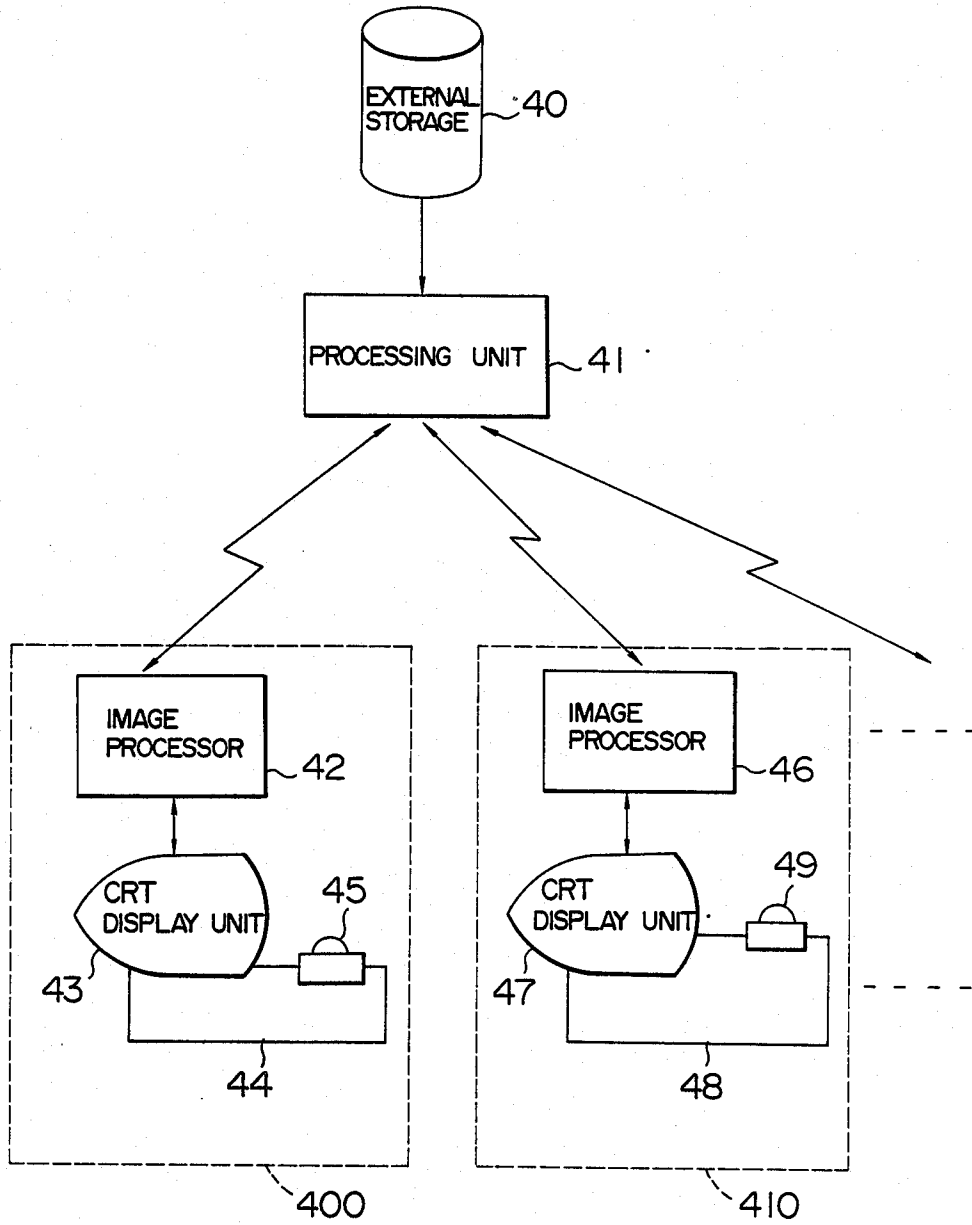 EXTERNAL
STORAGE
40
PROCESSING UNIT
41
IMAGE
PROCESSOR
42
IMAGE
PROCESSOR
46
CRT
DISPLAY UNIT
45
43
44
CRT
DISPLAY UNIT
49
47
48
400
410